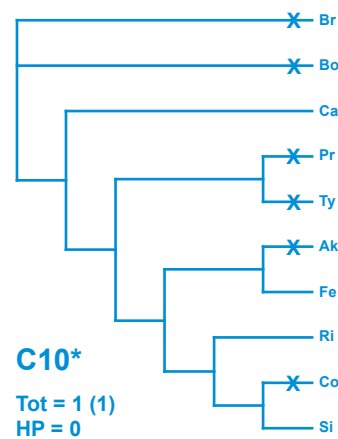 X Br
X Bo
Ca
X Pr
X Ty
X Ak
Fe
Ri
X Co
Si
C10*
Tot = 1 (1)
HP = 0